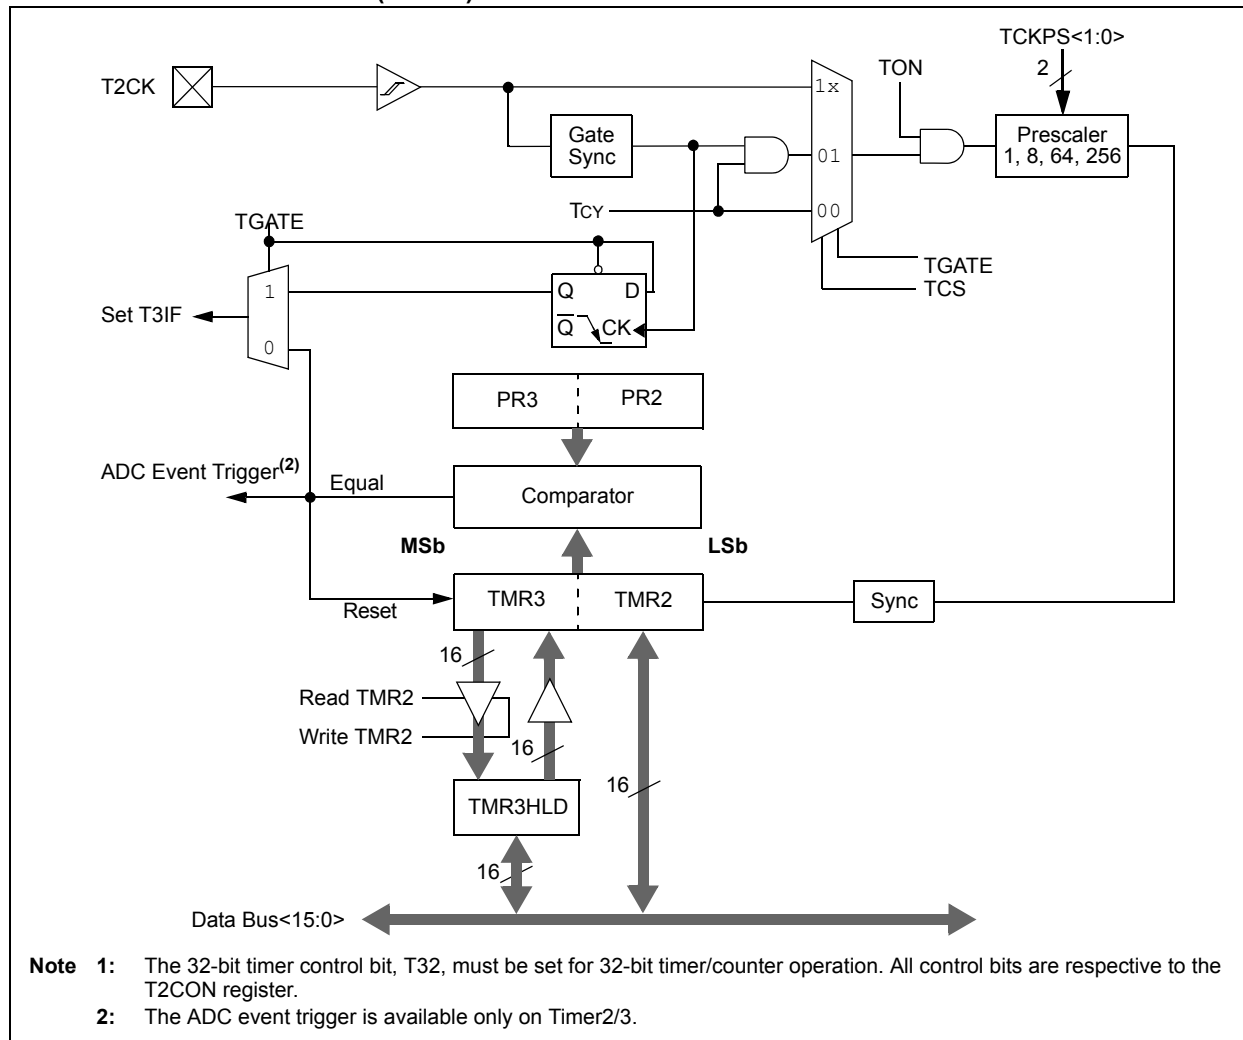 TCKPS<1:0>
2
TON
T2CK
1x
Gate
Sync
Prescaler
1, 8, 64, 256
01
TCY
00
TGATE
TGATE
TCS
1
Q
D
Set T3IF
Q
CK
0
PR3
PR2
ADC Event Trigger(2)
Equal
Comparator
MSb
LSb
Reset
TMR3
TMR2
Sync
16
Read TMR2
Write TMR2
16
16
TMR3HLD
16
Data Bus<15:0>
Note 1: The 32-bit timer control bit, T32, must be set for 32-bit timer/counter operation. All control bits are respective to the
T2CON register.
2: The ADC event trigger is available only on Timer2/3.